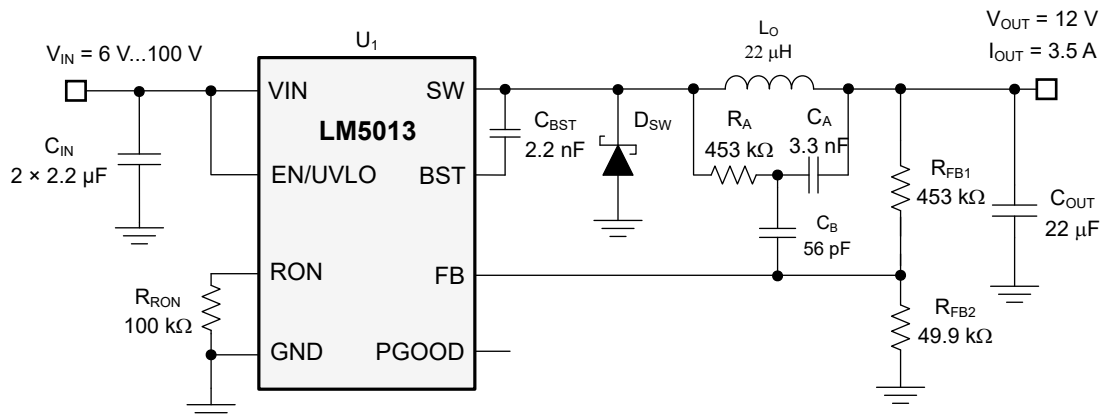 V_IN = 6 V...100 V
U_1
L_O
22 μH
V_OUT = 12 V
I_OUT = 3.5 A
VIN
SW
LM5013
C_BST
2.2 nF
D_SW
R_A
453 kΩ
C_A
3.3 nF
C_IN
2 × 2.2 μF
EN/UVLO
BST
R_FB1
453 kΩ
C_OUT
22 μF
C_B
56 pF
RON
FB
R_RON
100 kΩ
R_FB2
49.9 kΩ
GND
PGOOD